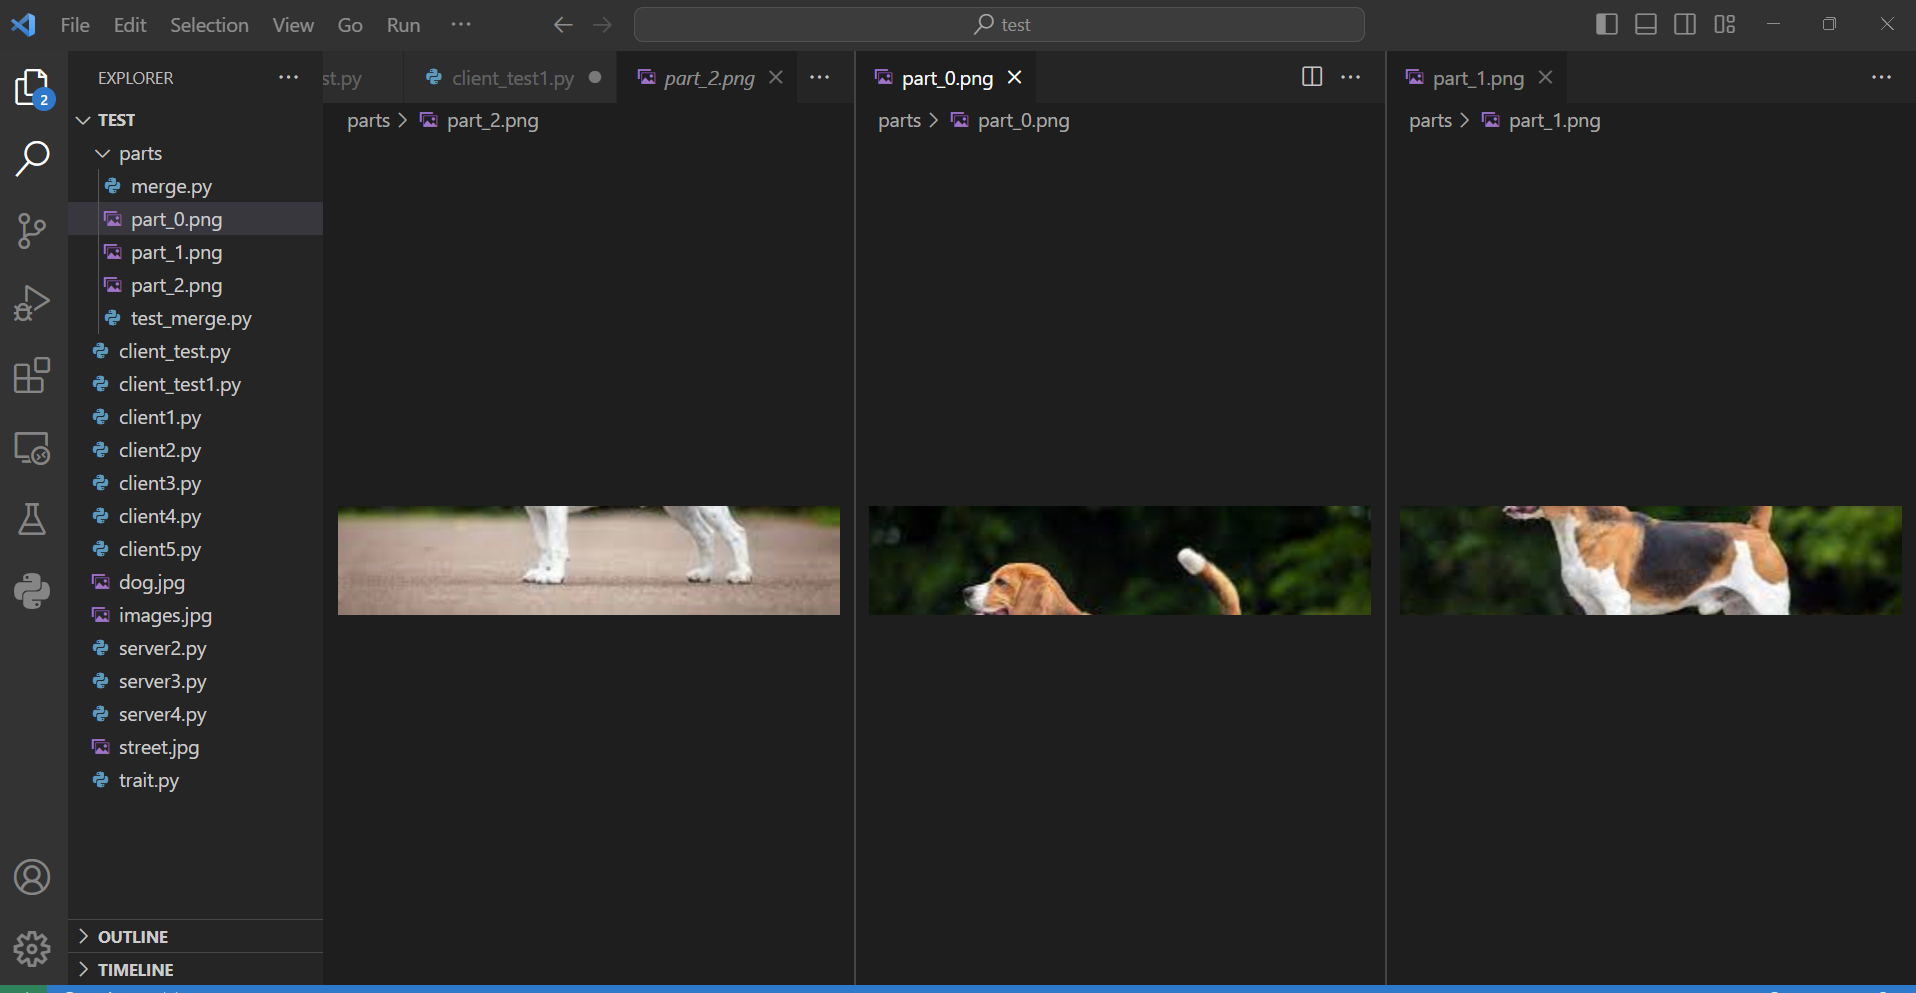 File Edit Selection View Go Run ··· test
EXPLORER ···
2
TEST
parts
merge.py
part_0.png
part_1.png
part_2.png
test_merge.py
client_test.py
client_test1.py
client1.py
client2.py
client3.py
client4.py
client5.py
dog.jpg
images.jpg
server2.py
server3.py
server4.py
street.jpg
trait.py
OUTLINE
TIMELINE
st.py client_test1.py part_2.png ···
parts > part_2.png
part_0.png ···
parts > part_0.png
part_1.png ···
parts > part_1.png